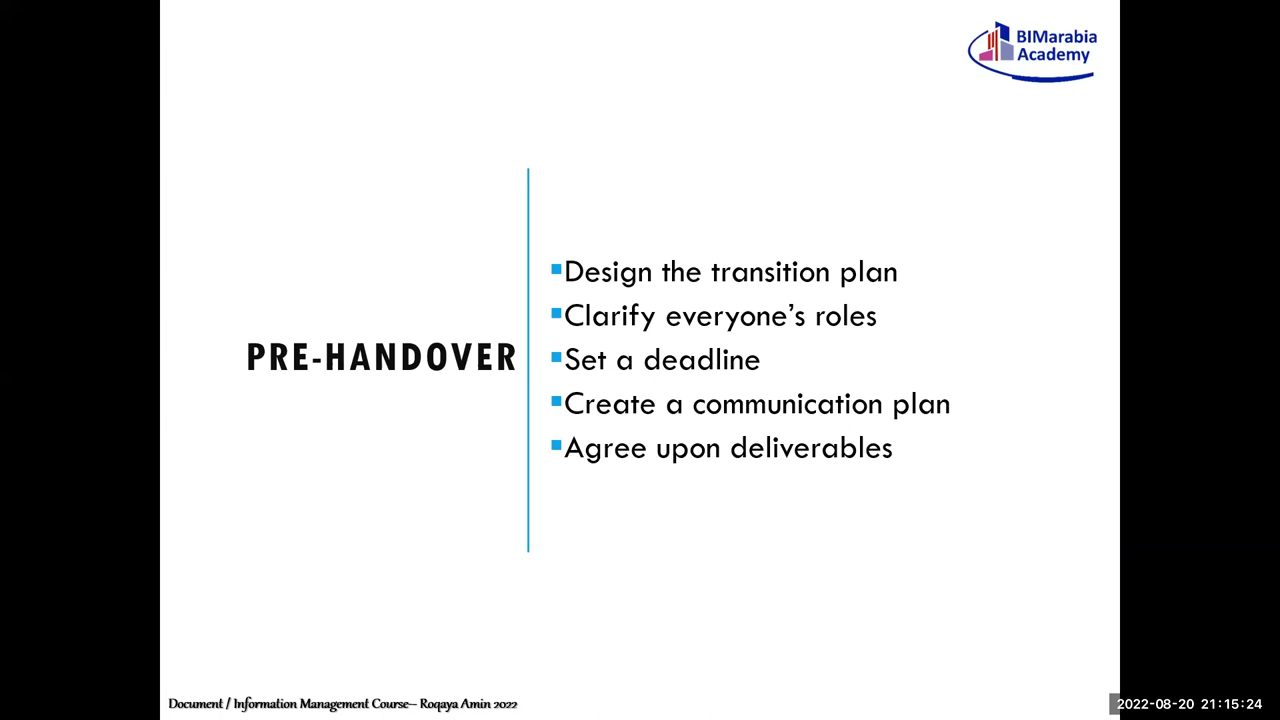 BIMarabia
Academy
PRE-HANDOVER
Design the transition plan
Clarify everyone’s roles
Set a deadline
Create a communication plan
Agree upon deliverables
Document / Information Management Course– Roqaya Amin 2022
2022-08-20 21:15:24